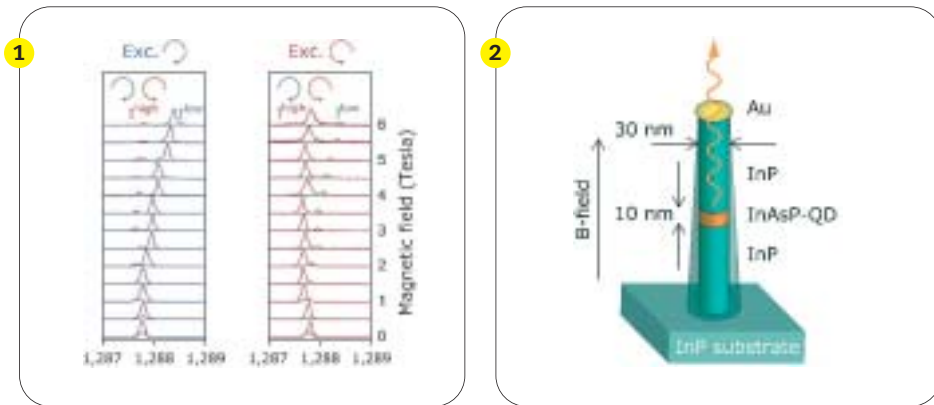 1
Exc.
Exc.
6
5
4
3
2
1
0
Magnetic field (Tesla)
1,287 1,288 1,289
1,287 1,288 1,289
2
Au
30 nm
InP
B-field
10 nm
InAsP-QD
InP
InP substrate